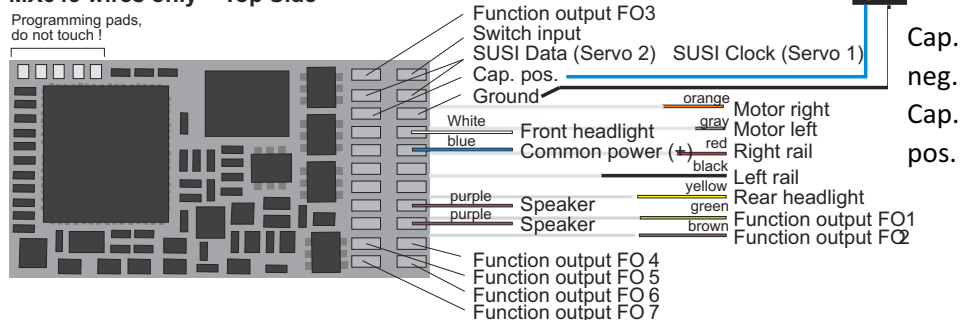 MX645 wires only - Top Side
Programming pads,
do not touch !
Function output FO3
Switch input
SUSI Data (Servo 2) SUSI Clock (Servo 1)
Cap. pos.
Ground
Cap.
neg.
Cap.
pos.
orange
Motor right
White
Front headlight
gray
Motor left
blue
Common power (+)
red
Right rail
black
Left rail
yellow
Rear headlight
purple
Speaker
green
Function output FO1
purple
Speaker
brown
Function output FO2
Function output FO 4
Function output FO 5
Function output FO 6
Function output FO 7